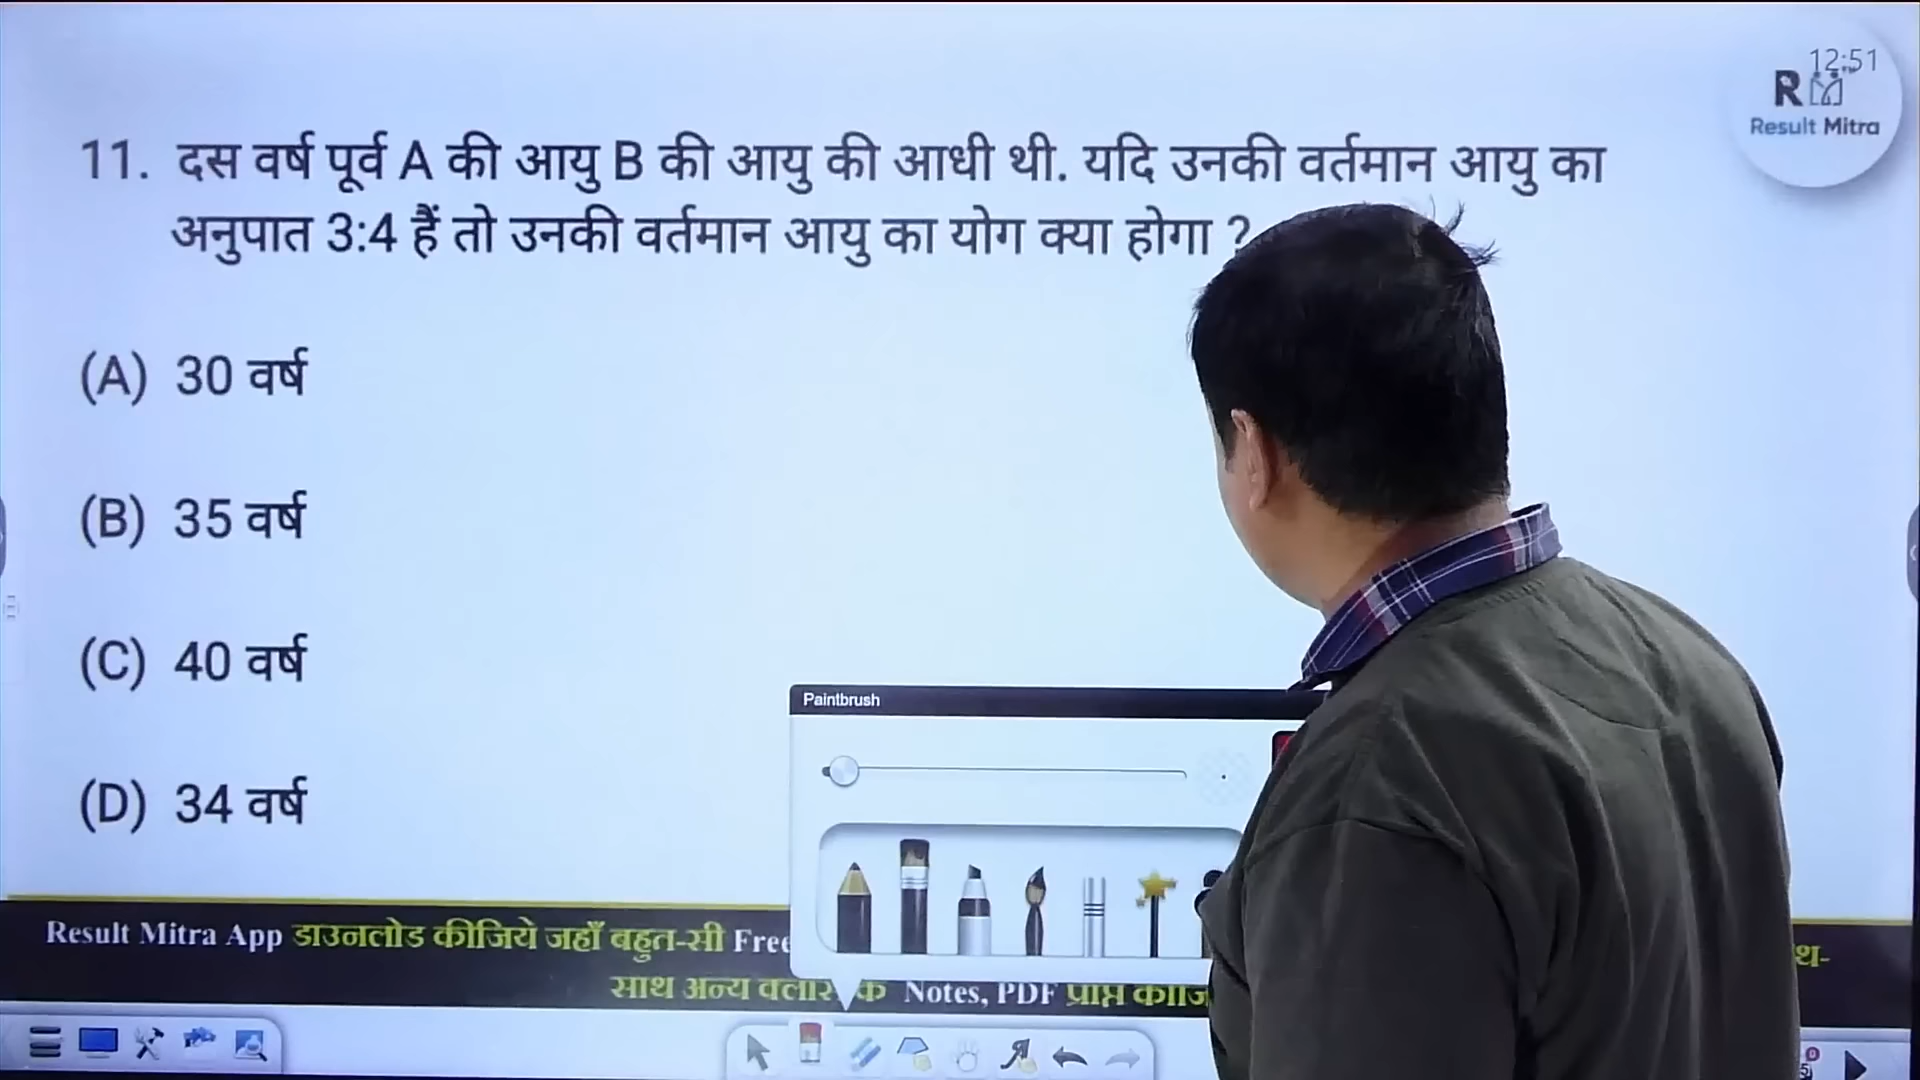 12:51
RM
Result Mitra
11. दस वर्ष पूर्व A की आयु B की आयु की आधी थी. यदि उनकी वर्तमान आयु का
अनुपात 3:4 हैं तो उनकी वर्तमान आयु का योग क्या होगा ?
(A) 30 वर्ष
(B) 35 वर्ष
(C) 40 वर्ष
(D) 34 वर्ष
Paintbrush
Result Mitra App डाउनलोड कीजिये जहाँ बहुत-सी Free
साथ अन्य Notes, PDF प्राप्त